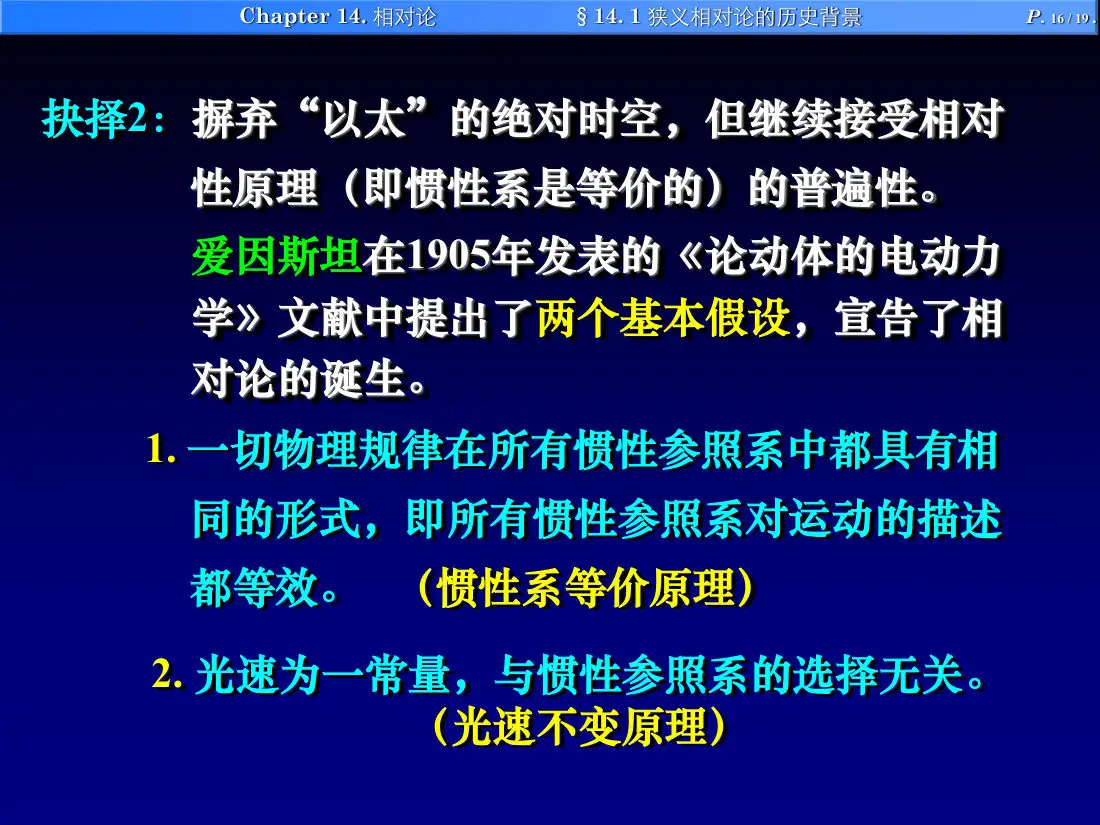 Chapter 14. 相对论 §14. 1 狭义相对论的历史背景 P. 16 / 19 .
抉择2：摒弃“以太”的绝对时空，但继续接受相对
性原理（即惯性系是等价的）的普遍性。
爱因斯坦在1905年发表的《论动体的电动力
学》文献中提出了两个基本假设，宣告了相
对论的诞生。
1. 一切物理规律在所有惯性参照系中都具有相
同的形式，即所有惯性参照系对运动的描述
都等效。 （惯性系等价原理）
2. 光速为一常量，与惯性参照系的选择无关。
（光速不变原理）